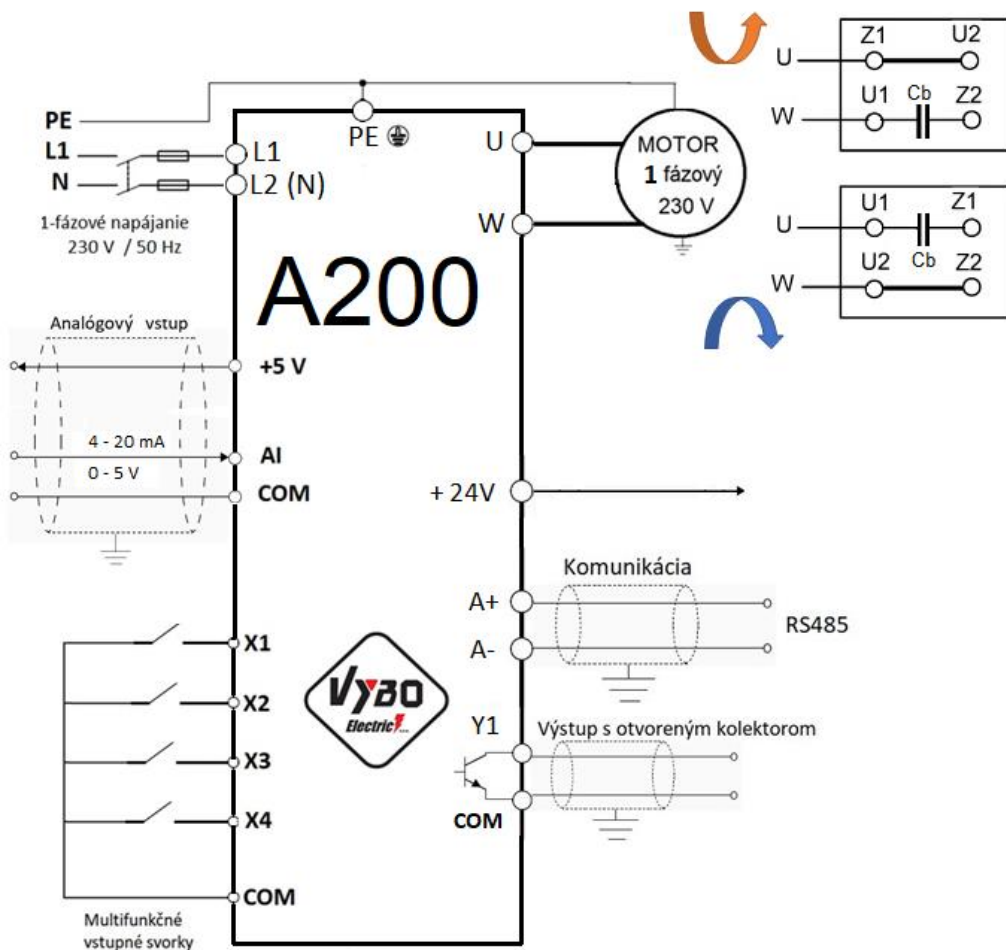 PE
L1
N
1-fázové napájanie
230 V / 50 Hz
PE
L1
L2 (N)
A200
U
W
MOTOR
1 fázový
230 V
Z1 U2
U
U1 Cb Z2
W
U1 Z1
U
Cb
U2 Z2
W
Analógový vstup
+5 V
4 - 20 mA
AI
0 - 5 V
COM
+ 24V
Komunikácia
A+
A-
RS485
X1
X2
X3
X4
COM
Multifunkčné
vstupné svorky
VYBO
Electric...
Y1
Výstup s otvoreným kolektorom
COM